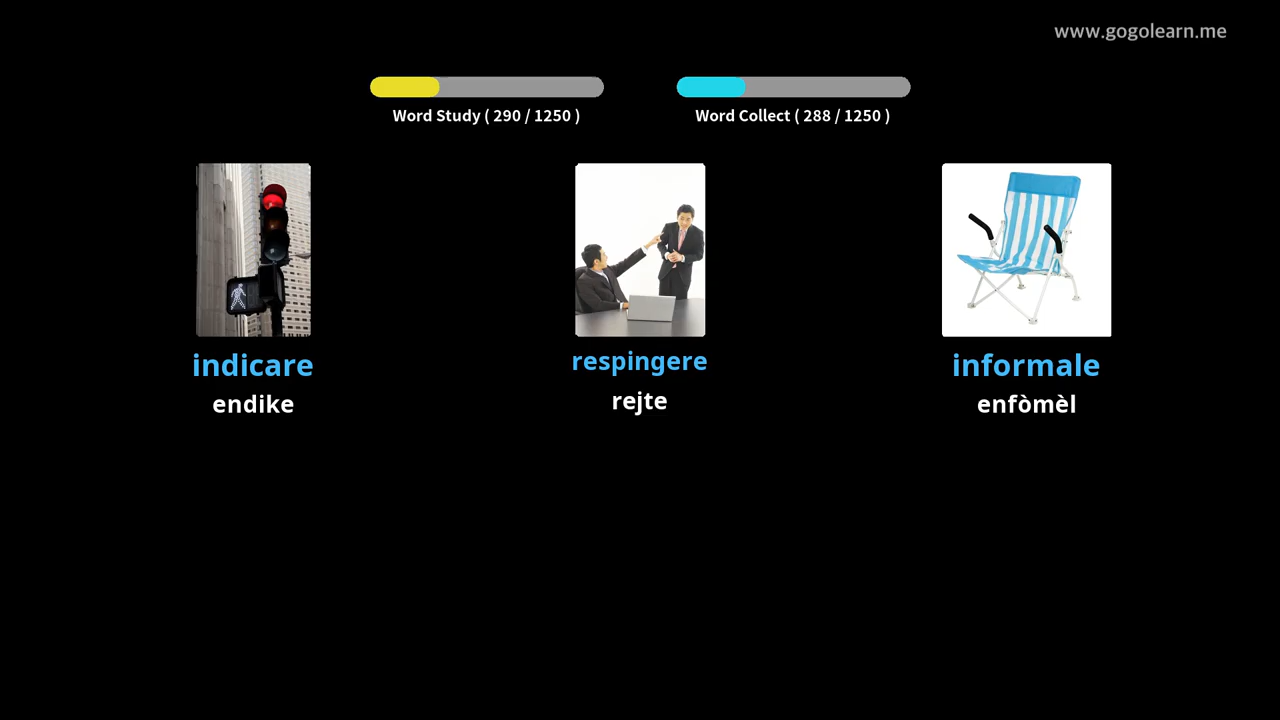 www.gogolearn.me
Word Study ( 290 / 1250 )
Word Collect ( 288 / 1250 )
indicare
endike
respingere
rejte
informale
enfòmèl